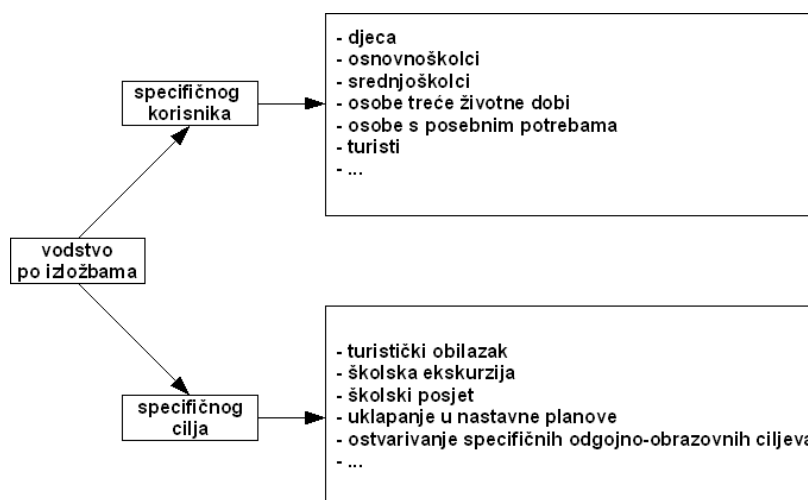 - djeca
- osnovnoškolci
- srednjoškolci
- osobe treće životne dobi
- osobe s posebnim potrebama
- turisti
- ...
specifičnog
korisnika
vodstvo
po izložbama
specifičnog
cilja
- turistički obilazak
- školska ekskurzija
- školski posjet
- uklapanje u nastavne planove
- ostvarivanje specifičnih odgojno-obrazovnih ciljeva
- ...